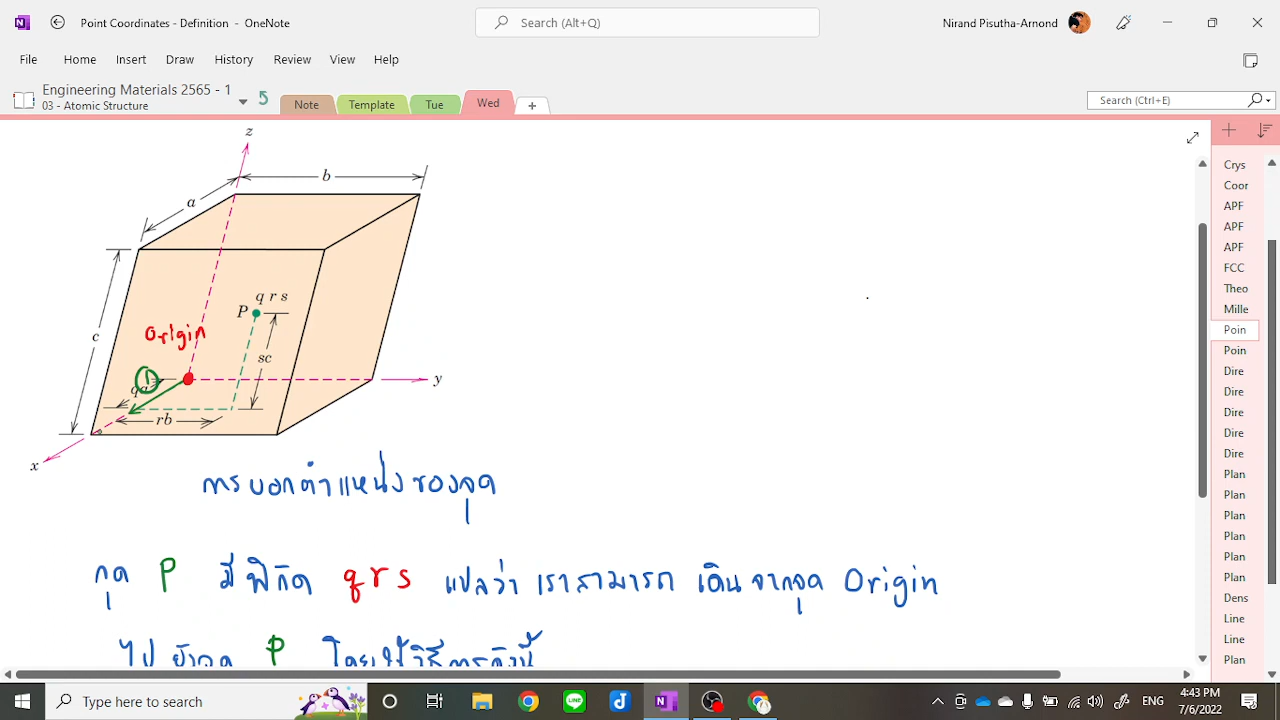 Point Coordinates - Definition - OneNote
Search (Alt+Q)
Nirand Pisutha-Arnond
File Home Insert Draw History Review View Help
Engineering Materials 2565 - 1
03 - Atomic Structure
Note Template Tue Wed +
Search (Ctrl+E)
z
b
a
q r s
P
c
Origin
sc
1
qa
y
rb
x
การบอกตำแหน่งของจุด
จุด P มีพิกัด q r s แปลว่า เราสามารถ เดินจากจุด Origin
ไปยังจุด P โดยใช้วิธีการดังนี้
Crys
Coor
APF
APF
APF
FCC
Theo
Mille
Poin
Poin
Dire
Dire
Dire
Dire
Dire
Plan
Plan
Plan
Plan
Plan
Plan
Dens
Line
Line
Plan
Type here to search
ENG
4:43 PM
7/6/2022